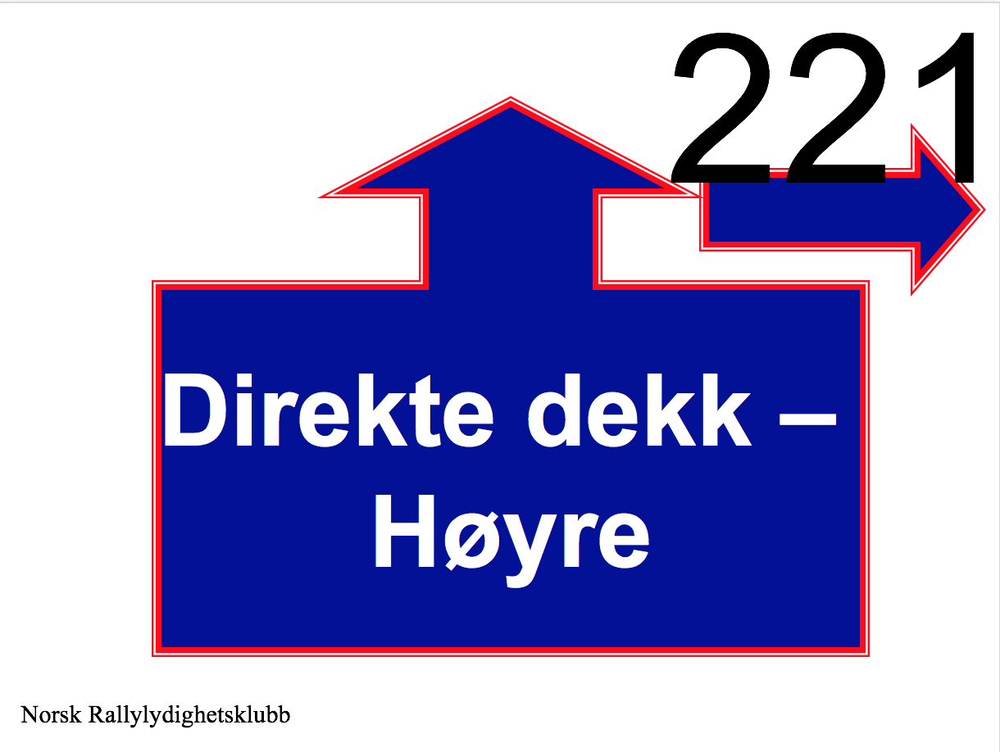 221
Direkte dekk –
Høyre
Norsk Rallylydighetsklubb